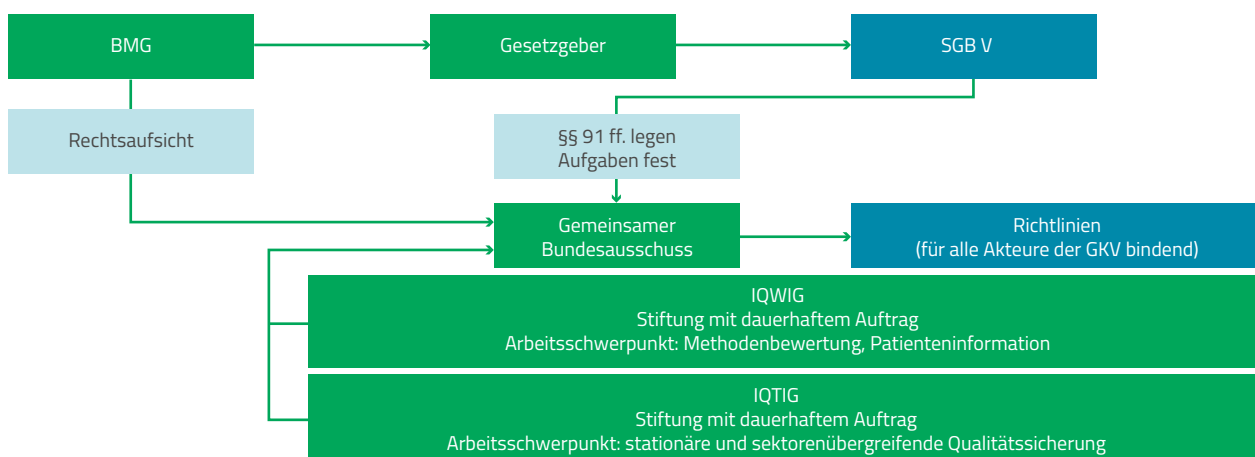 BMG
Gesetzgeber
SGB V
Rechtsaufsicht
§§ 91 ff. legen
Aufgaben fest
Gemeinsamer
Bundesausschuss
Richtlinien
(für alle Akteure der GKV bindend)
IQWIG
Stiftung mit dauerhaftem Auftrag
Arbeitsschwerpunkt: Methodenbewertung, Patienteninformation
IQTIG
Stiftung mit dauerhaftem Auftrag
Arbeitsschwerpunkt: stationäre und sektorenübergreifende Qualitätssicherung